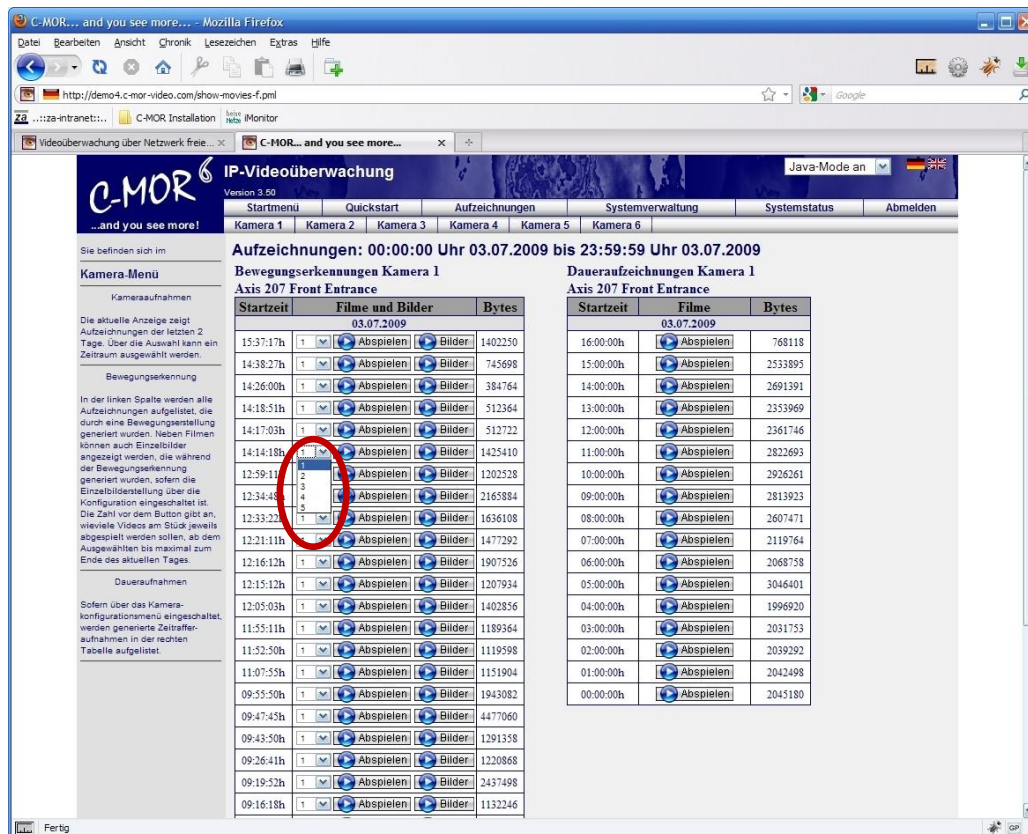 C-MOR... and you see more... - Mozilla Firefox
Datei Bearbeiten Ansicht Chronik Lesezeichen Extras Hilfe
http://demo4.c-mor-video.com/show-movies-f.pml
Google
..::za-intranet::.. C-MOR Installation heise Netze iMonitor
Videoüberwachung über Netzwerk freie... C-MOR... and you see more...
C-MOR 6
...and you see more!
IP-Videoüberwachung
Version 3.50
Java-Mode an
Startmenü Quickstart Aufzeichnungen Systemverwaltung Systemstatus Abmelden
Kamera 1 Kamera 2 Kamera 3 Kamera 4 Kamera 5 Kamera 6
Sie befinden sich im
Kamera-Menü
Kameraaufnahmen
Die aktuelle Anzeige zeigt
Aufzeichnungen der letzten 2
Tage. Über die Auswahl kann ein
Zeitraum ausgewählt werden.
Bewegungserkennung
In der linken Spalte werden alle
Aufzeichnungen aufgelistet, die
durch eine Bewegungserstellung
generiert wurden. Neben Filmen
können auch Einzelbilder
angezeigt werden, die während
der Bewegungserkennung
generiert wurden, sofern die
Einzelbilderstellung über die
Konfiguration eingeschaltet ist.
Die Zahl vor dem Button gibt an,
wieviele Videos am Stück jeweils
abgespielt werden sollen, ab dem
Ausgewählten bis maximal zum
Ende des aktuellen Tages.
Daueraufnahmen
Sofern über das Kamera-
konfigurationsmenü eingeschaltet,
werden generierte Zeitraffer-
aufnahmen in der rechten
Tabelle aufgelistet.
Aufzeichnungen: 00:00:00 Uhr 03.07.2009 bis 23:59:59 Uhr 03.07.2009
Bewegungserkennungen Kamera 1
Axis 207 Front Entrance
Startzeit Filme und Bilder Bytes
03.07.2009
15:37:17h 1 Abspielen Bilder 1402250
14:38:27h 1 Abspielen Bilder 745698
14:26:00h 1 Abspielen Bilder 384764
14:18:51h 1 Abspielen Bilder 512364
14:17:03h 1 Abspielen Bilder 512722
14:14:18h 1 Abspielen Bilder 1425410
1
2
3
4
5
12:59:11h Abspielen Bilder 1202528
12:34:48h Abspielen Bilder 2165884
12:33:22h 1 Abspielen Bilder 1636108
12:21:11h 1 Abspielen Bilder 1477292
12:16:12h 1 Abspielen Bilder 1907526
12:15:12h 1 Abspielen Bilder 1207934
12:05:03h 1 Abspielen Bilder 1402856
11:55:11h 1 Abspielen Bilder 1189364
11:52:50h 1 Abspielen Bilder 1119598
11:07:55h 1 Abspielen Bilder 1151904
09:55:50h 1 Abspielen Bilder 1943082
09:47:45h 1 Abspielen Bilder 4477060
09:43:50h 1 Abspielen Bilder 1291358
09:26:41h 1 Abspielen Bilder 1220868
09:19:52h 1 Abspielen Bilder 2437498
09:16:18h 1 Abspielen Bilder 1132246
Daueraufzeichnungen Kamera 1
Axis 207 Front Entrance
Startzeit Filme Bytes
03.07.2009
16:00:00h Abspielen 768118
15:00:00h Abspielen 2533895
14:00:00h Abspielen 2691391
13:00:00h Abspielen 2353969
12:00:00h Abspielen 2361746
11:00:00h Abspielen 2822693
10:00:00h Abspielen 2926261
09:00:00h Abspielen 2813923
08:00:00h Abspielen 2607471
07:00:00h Abspielen 2119764
06:00:00h Abspielen 2068758
05:00:00h Abspielen 3046401
04:00:00h Abspielen 1996920
03:00:00h Abspielen 2031753
02:00:00h Abspielen 2039292
01:00:00h Abspielen 2042498
00:00:00h Abspielen 2045180
Fertig
GP